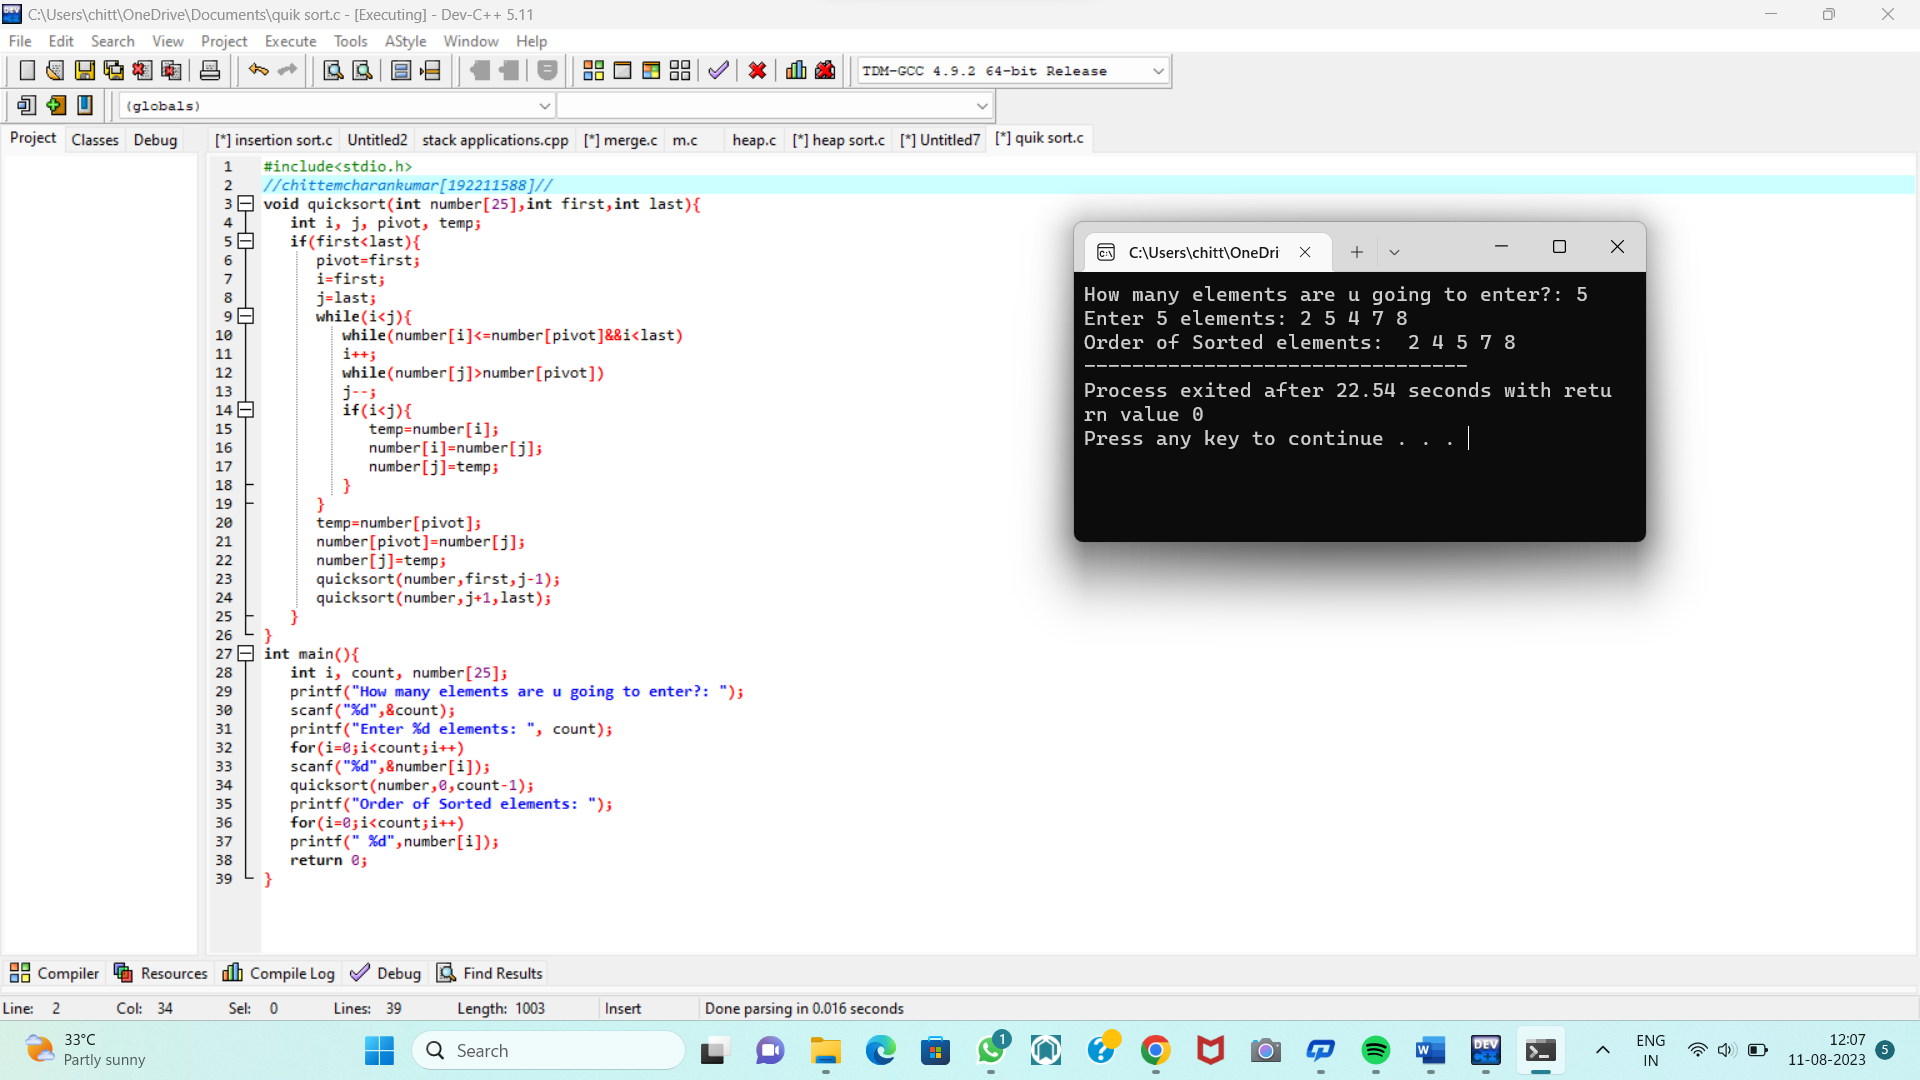 C:\Users\chitt\OneDrive\Documents\quik sort.c - [Executing] - Dev-C++ 5.11
File Edit Search View Project Execute Tools AStyle Window Help
TDM-GCC 4.9.2 64-bit Release
(globals)
Project Classes Debug
[*] insertion sort.c Untitled2 stack applications.cpp [*] merge.c m.c heap.c [*] heap sort.c [*] Untitled7 [*] quik sort.c
1 #include<stdio.h>
2 //chittemcharankumar[192211588]//
3 void quicksort(int number[25],int first,int last){
4 int i, j, pivot, temp;
5 if(first<last){
6 pivot=first;
7 i=first;
8 j=last;
9 while(i<j){
10 while(number[i]<=number[pivot]&&i<last)
11 i++;
12 while(number[j]>number[pivot])
13 j--;
14 if(i<j){
15 temp=number[i];
16 number[i]=number[j];
17 number[j]=temp;
18 }
19 }
20 temp=number[pivot];
21 number[pivot]=number[j];
22 number[j]=temp;
23 quicksort(number,first,j-1);
24 quicksort(number,j+1,last);
25 }
26 }
27 int main(){
28 int i, count, number[25];
29 printf("How many elements are u going to enter?: ");
30 scanf("%d",&count);
31 printf("Enter %d elements: ", count);
32 for(i=0;i<count;i++)
33 scanf("%d",&number[i]);
34 quicksort(number,0,count-1);
35 printf("Order of Sorted elements: ");
36 for(i=0;i<count;i++)
37 printf(" %d",number[i]);
38 return 0;
39 }
C:\Users\chitt\OneDri
How many elements are u going to enter?: 5
Enter 5 elements: 2 5 4 7 8
Order of Sorted elements:  2 4 5 7 8
--------------------------------
Process exited after 22.54 seconds with retu
rn value 0
Press any key to continue . . .
Compiler Resources Compile Log Debug Find Results
Line: 2 Col: 34 Sel: 0 Lines: 39 Length: 1003 Insert Done parsing in 0.016 seconds
33°C
Partly sunny
Search
1
W
DEV
C++
ENG
IN
12:07
11-08-2023
5